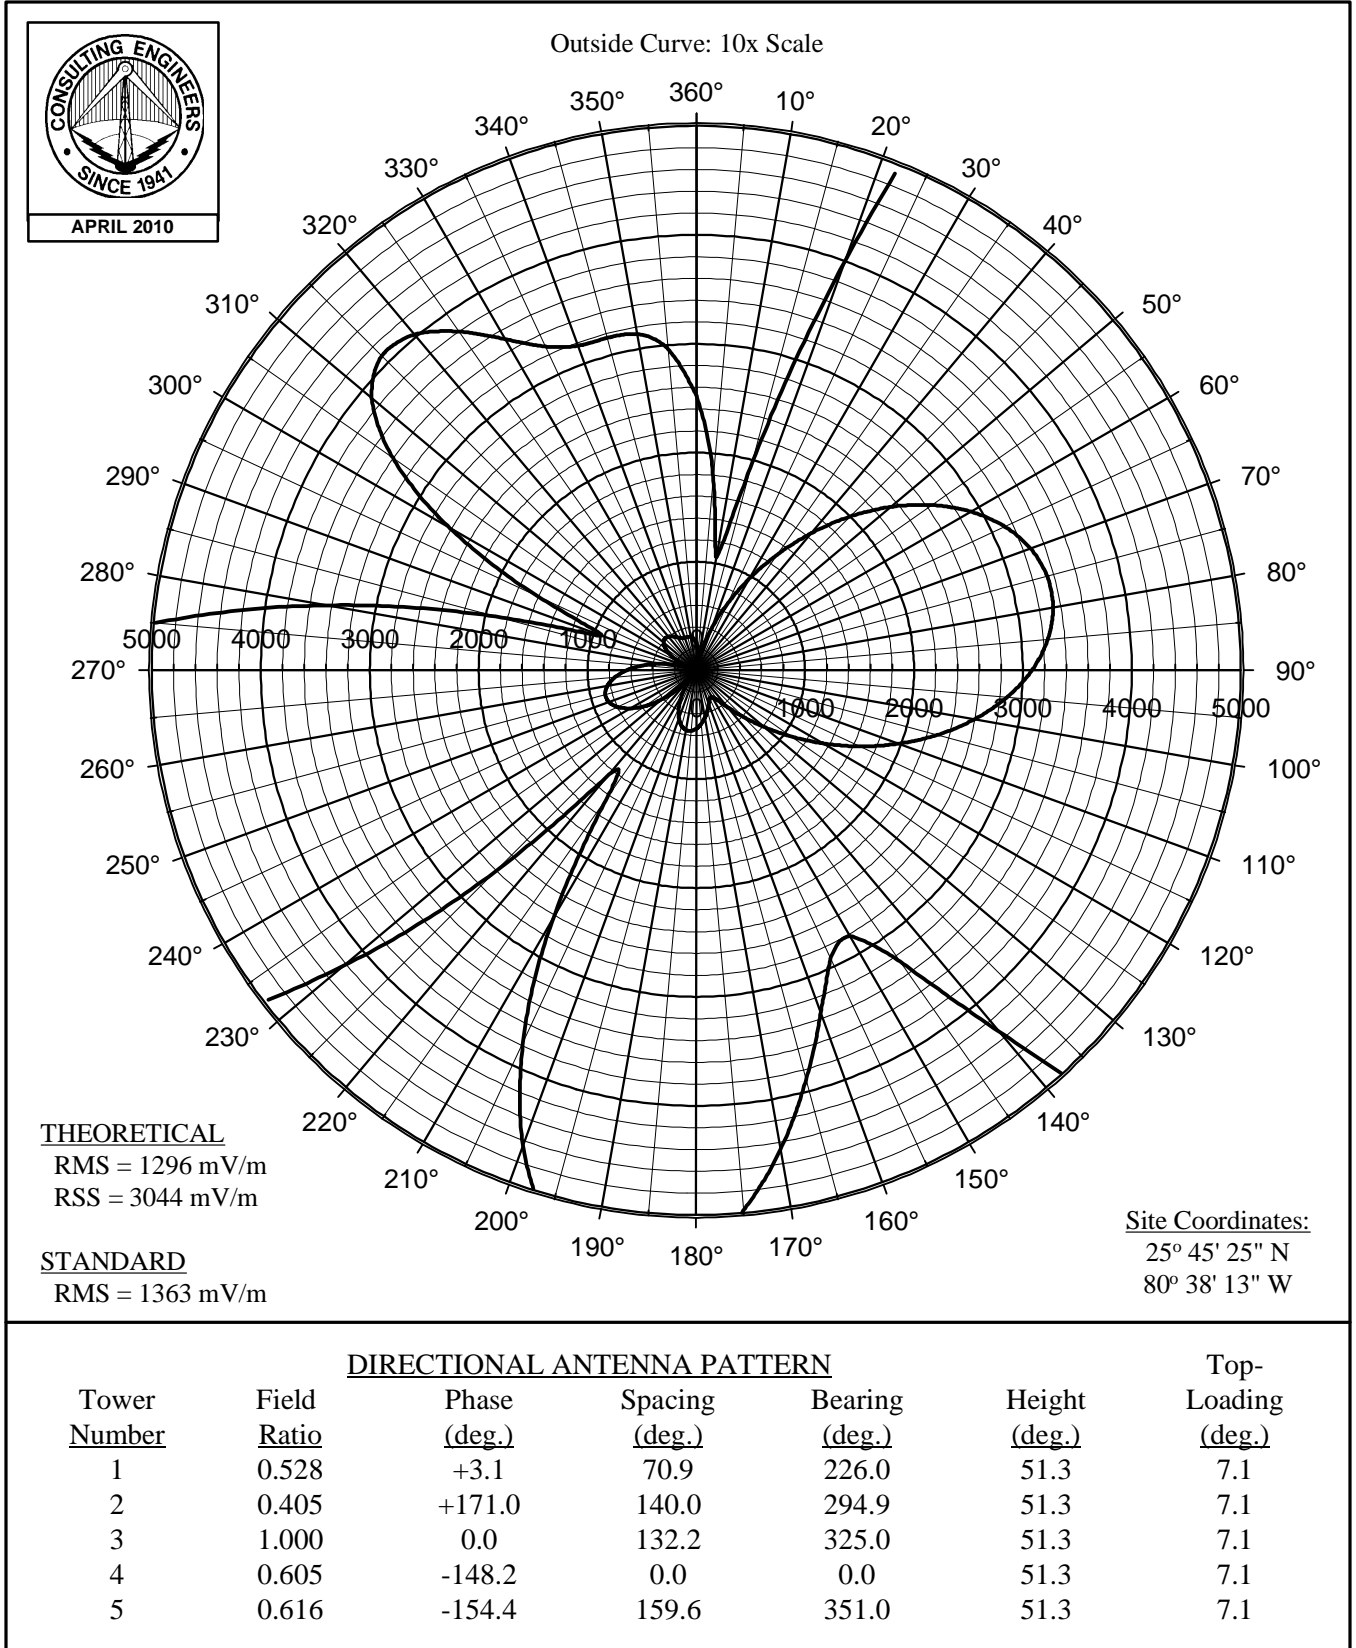 CONSULTING ENGINEERS
SINCE 1941
APRIL 2010
Outside Curve: 10x Scale
360°
10°
20°
30°
40°
50°
60°
70°
80°
90°
100°
110°
120°
130°
140°
150°
160°
170°
180°
190°
200°
210°
220°
230°
240°
250°
260°
270°
280°
290°
300°
310°
320°
330°
340°
350°
5000 4000 3000 2000 1000
0 1000 2000 3000 4000 5000
THEORETICAL
RMS = 1296 mV/m
RSS = 3044 mV/m
STANDARD
RMS = 1363 mV/m
Site Coordinates:
25° 45' 25" N
80° 38' 13" W
DIRECTIONAL ANTENNA PATTERN Top-
Tower Field Phase Spacing Bearing Height Loading
Number Ratio (deg.) (deg.) (deg.) (deg.) (deg.)
1 0.528 +3.1 70.9 226.0 51.3 7.1
2 0.405 +171.0 140.0 294.9 51.3 7.1
3 1.000 0.0 132.2 325.0 51.3 7.1
4 0.605 -148.2 0.0 0.0 51.3 7.1
5 0.616 -154.4 159.6 351.0 51.3 7.1